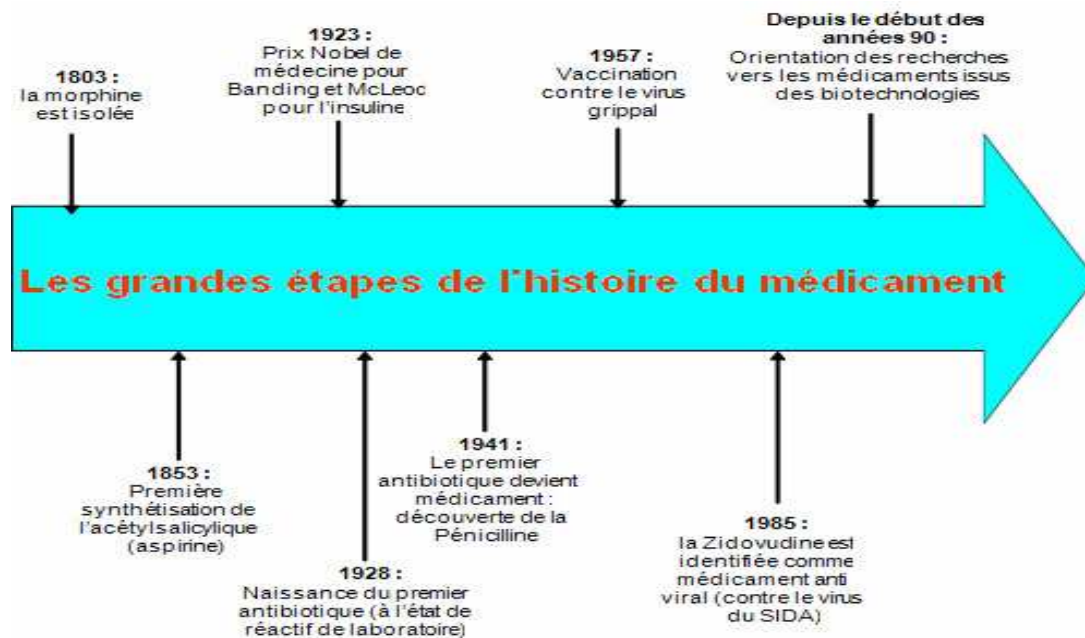 1803 :
la morphine
est isolée
1923 :
Prix Nobel de
médecine pour
Banding et McLeod
pour l'insuline
1957 :
Vaccination
contre le virus
grippal
Depuis le début des
années 90 :
Orientation des recherches
vers les médicaments issus
des biotechnologies
Les grandes étapes de l'histoire du médicament
1853 :
Première
synthétisation de
l'acétylsalicylique
(aspirine)
1928 :
Naissance du premier
antibiotique (à l'état de
réactif de laboratoire)
1941 :
Le premier
antibiotique devient
médicament :
découverte de la
Pénicilline
1985 :
la Zidovudine est
identifiée comme
médicament anti
viral (contre le virus
du SIDA)